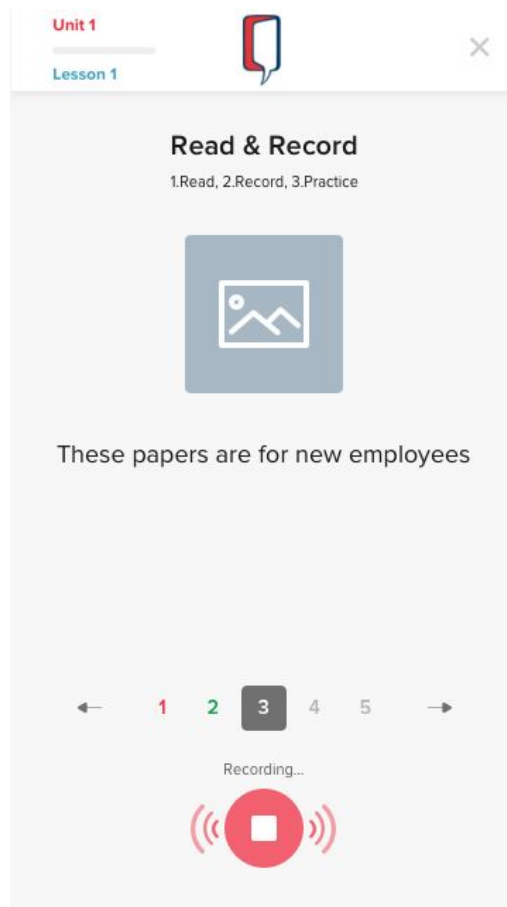 Unit 1
Lesson 1
Read & Record
1.Read, 2.Record, 3.Practice
These papers are for new employees
1 2 3 4 5
Recording...